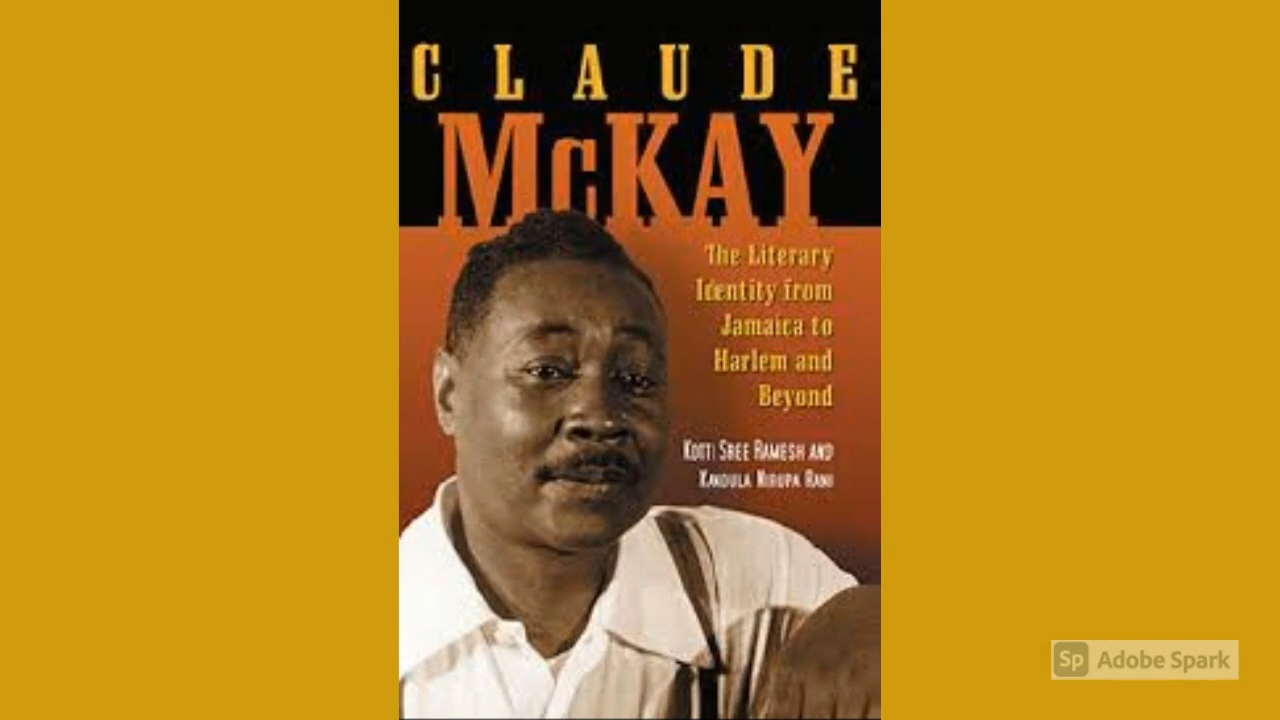 CLAUDE
McKAY
The Literary
Identity from
Jamaica to
Harlem and
Beyond
KOTTI SREE RAMESH AND
KANDULA NIRUPA RANI
Sp Adobe Spark